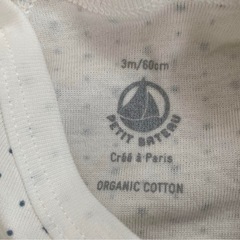 3m/60cm
PETIT BATEAU
Créé à Paris
ORGANIC COTTON